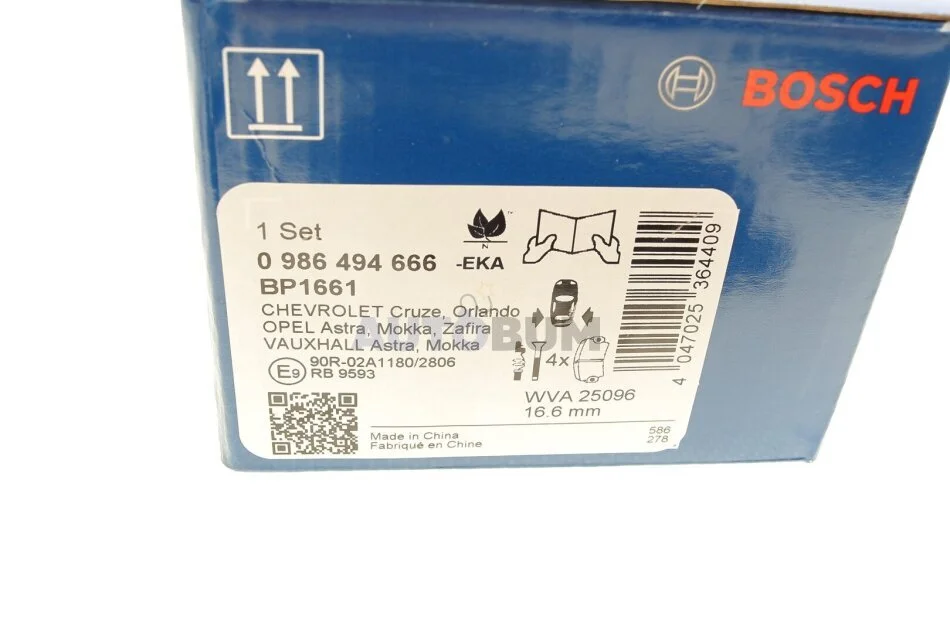 BOSCH
1 Set
0 986 494 666 -EKA
BP1661
CHEVROLET Cruze, Orlando
OPEL Astra, Mokka, Zafira
VAUXHALL Astra, Mokka
E9 90R-02A1180/2806
RB 9593
N
TM
4x
WVA 25096
16.6 mm
586
278
Made in China
Fabriqué en Chine
4 047025 364409
AUTOBUM